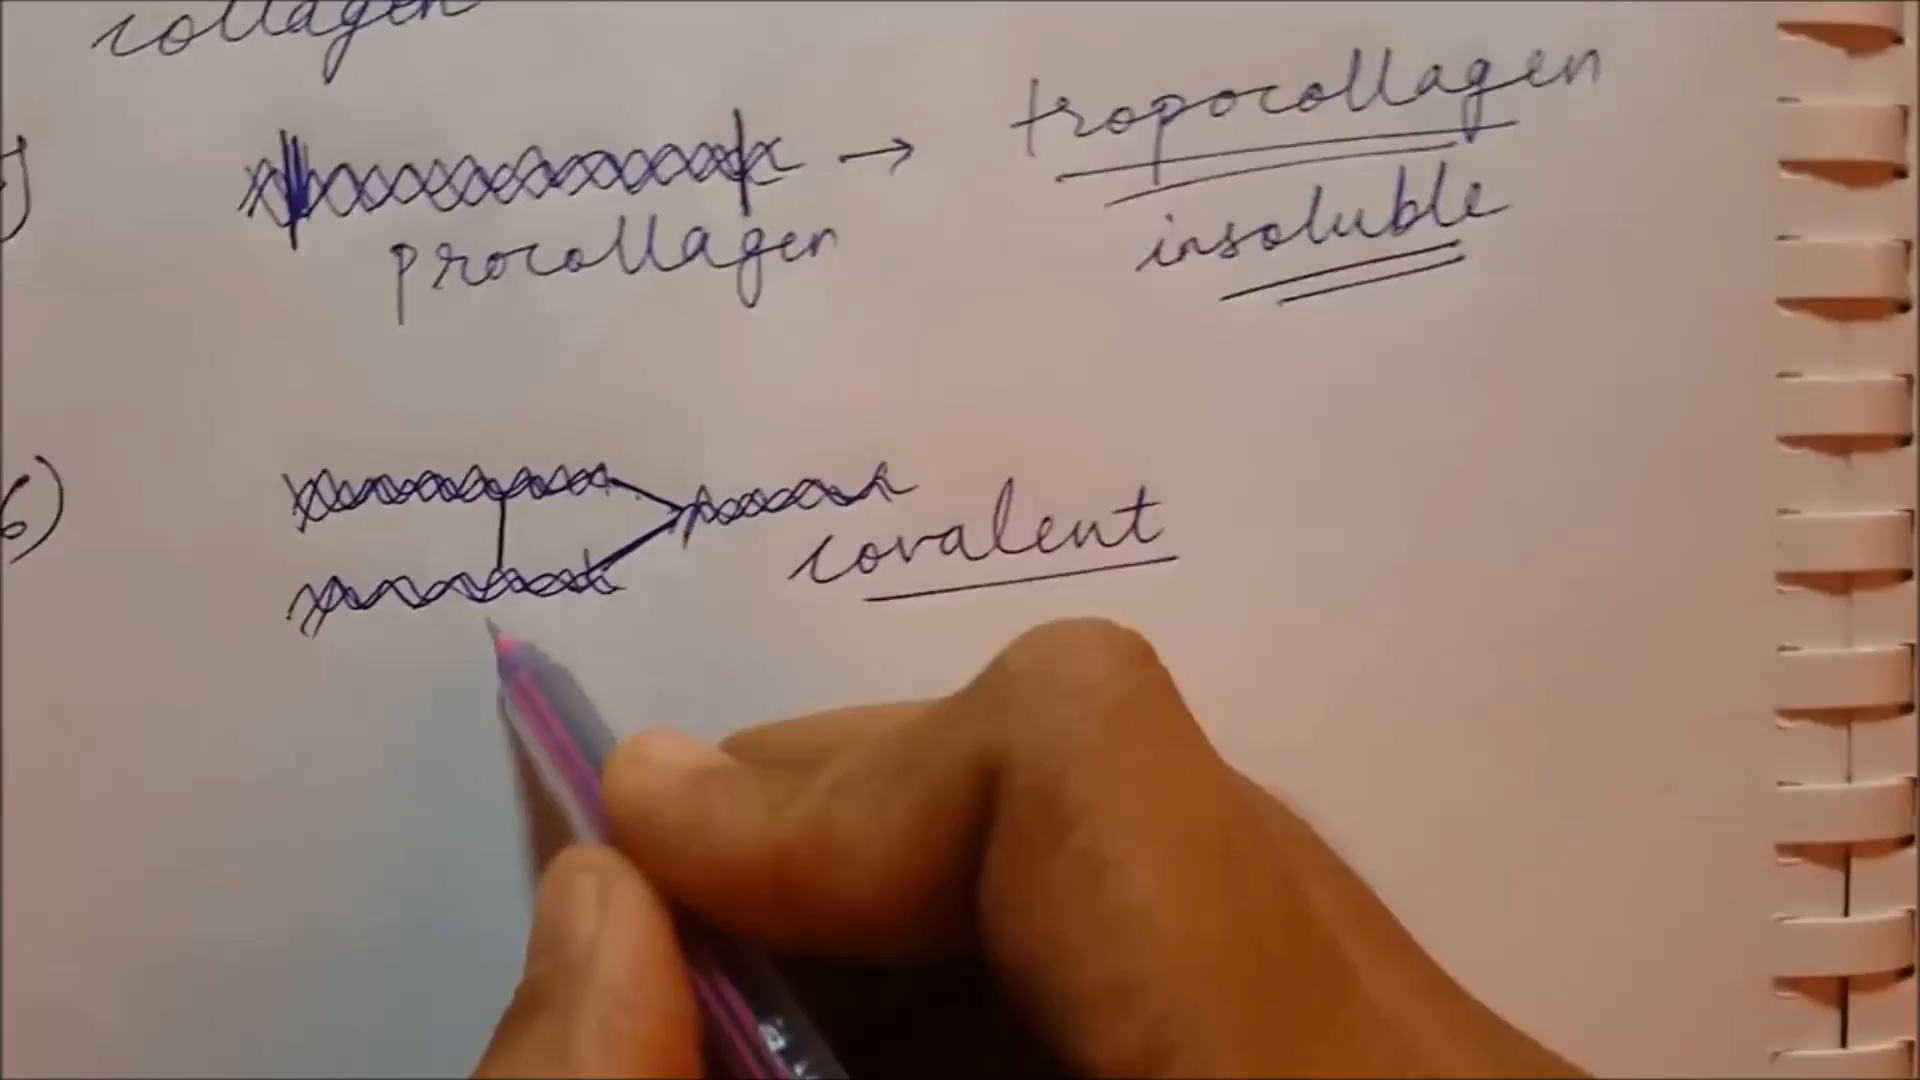 collagen
procollagen → tropocollagen
insoluble
6)
covalent